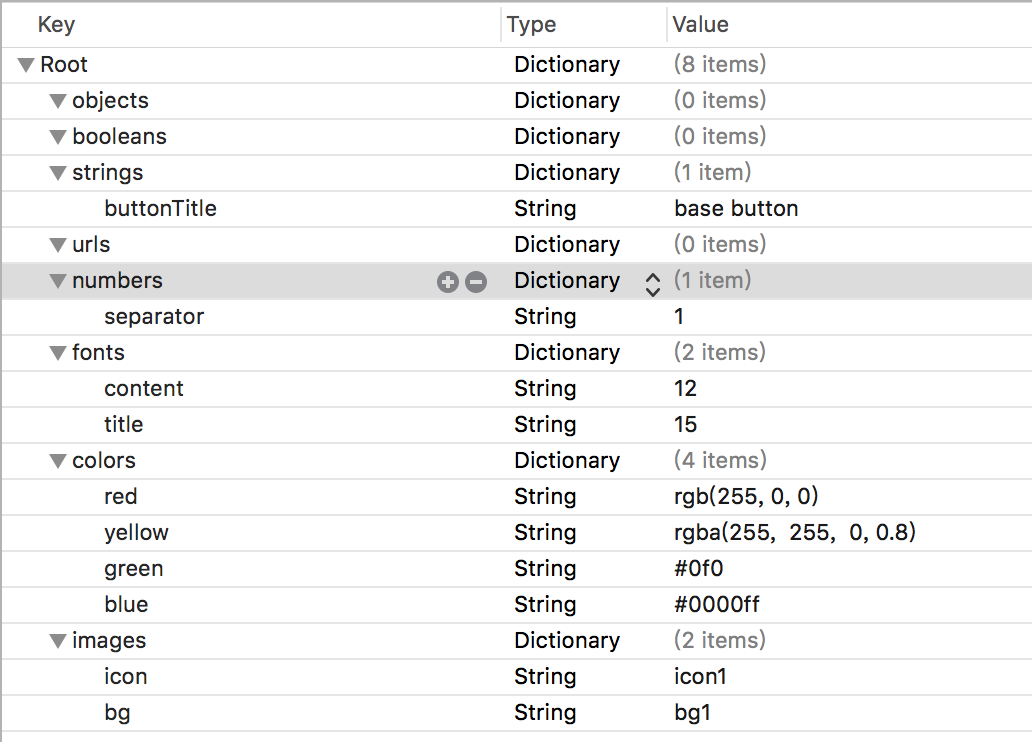 Key Type Value
Root Dictionary (8 items)
objects Dictionary (0 items)
booleans Dictionary (0 items)
strings Dictionary (1 item)
buttonTitle String base button
urls Dictionary (0 items)
numbers Dictionary (1 item)
separator String 1
fonts Dictionary (2 items)
content String 12
title String 15
colors Dictionary (4 items)
red String rgb(255, 0, 0)
yellow String rgba(255,  255,  0, 0.8)
green String #0f0
blue String #0000ff
images Dictionary (2 items)
icon String icon1
bg String bg1